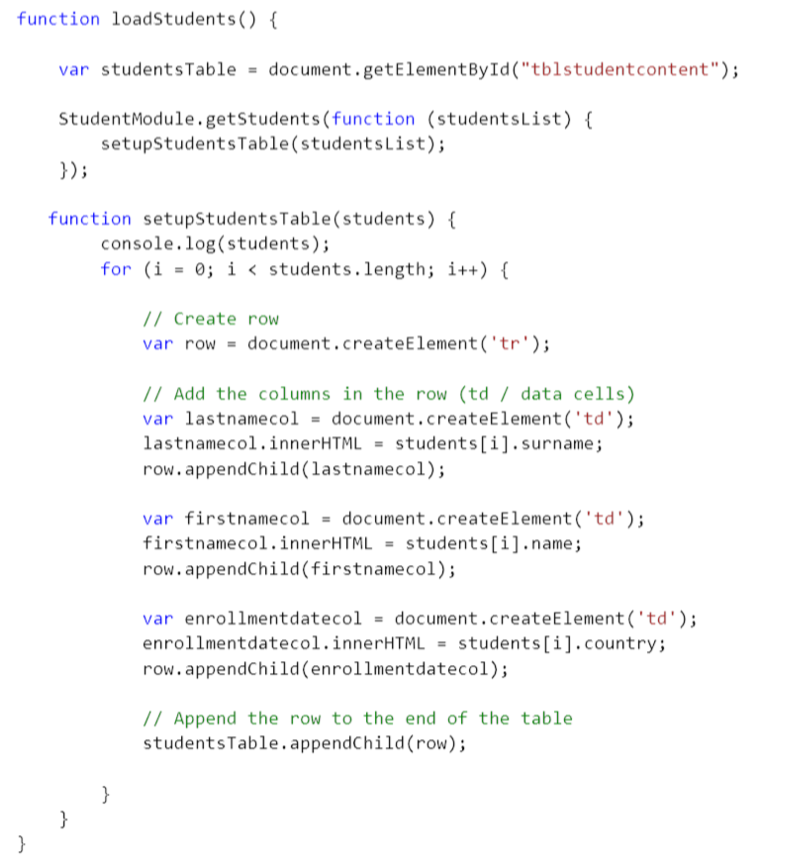 function loadStudents() {
var studentsTable = document.getElementById("tblstudentcontent");
StudentModule.getStudents(function (studentsList) {
setupStudentsTable(studentsList);
});
function setupStudentsTable(students) {
console.log(students);
for (i = 0; i < students.length; i++) {
// Create row
var row = document.createElement('tr');
// Add the columns in the row (td / data cells)
var lastnamecol = document.createElement('td');
lastnamecol.innerHTML = students[i].surname;
row.appendChild(lastnamecol);
var firstnamecol = document.createElement('td');
firstnamecol.innerHTML = students[i].name;
row.appendChild(firstnamecol);
var enrollmentdatecol = document.createElement('td');
enrollmentdatecol.innerHTML = students[i].country;
row.appendChild(enrollmentdatecol);
// Append the row to the end of the table
studentsTable.appendChild(row);
}
}
}